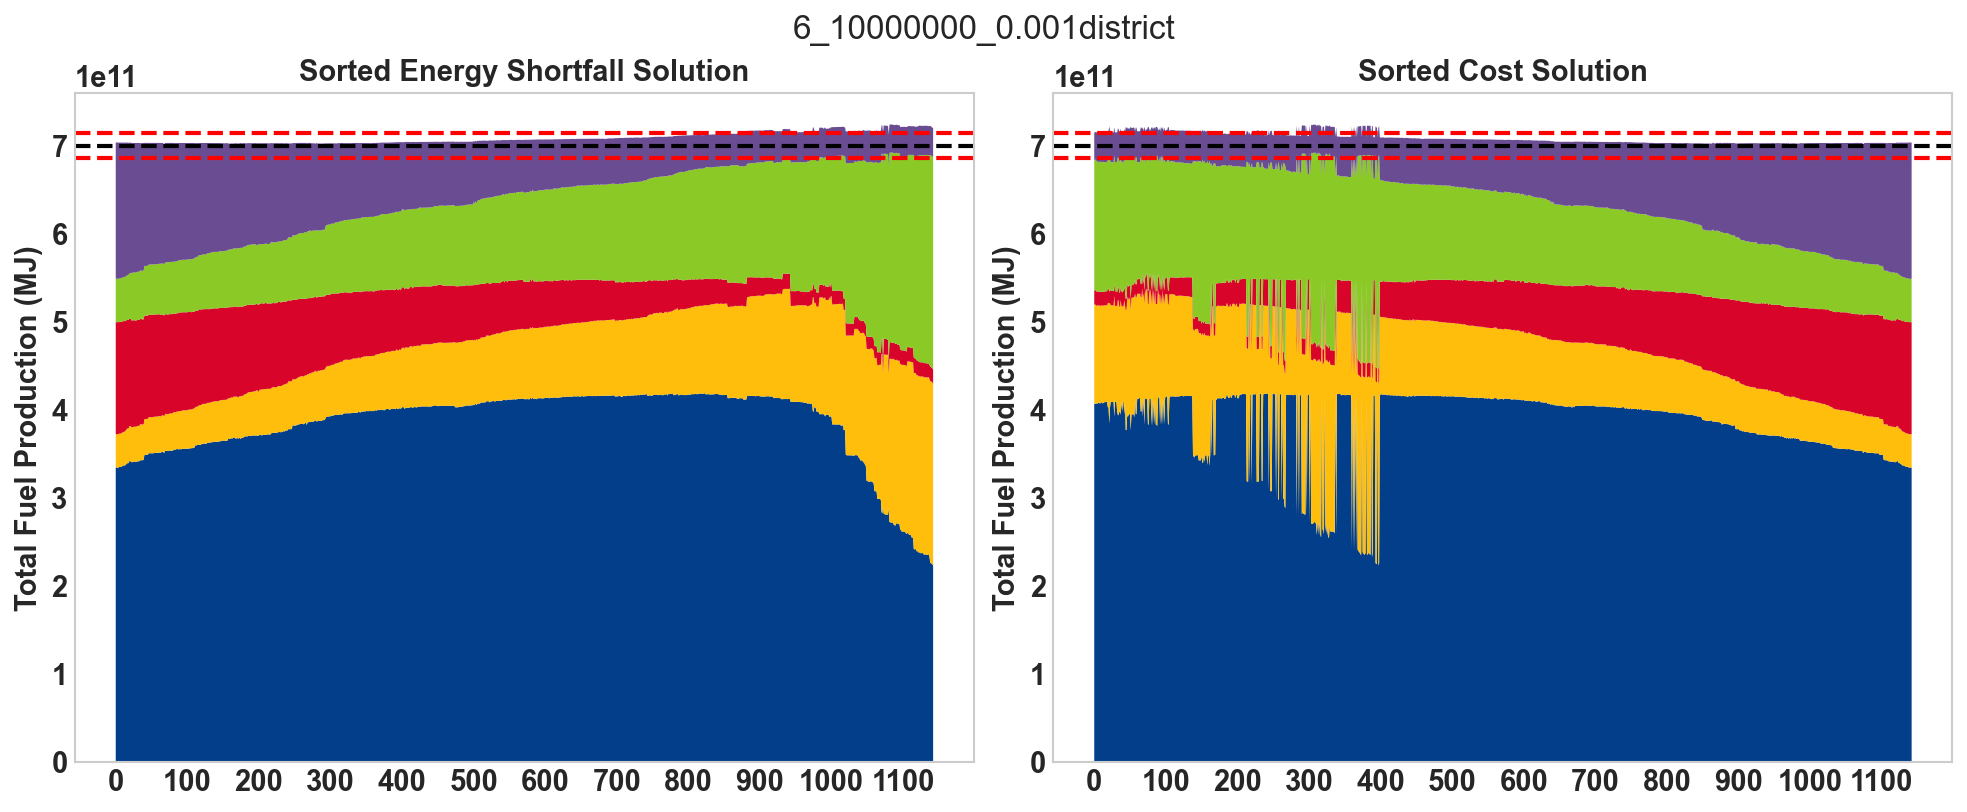 6_10000000_0.001district
Sorted Energy Shortfall Solution
1e11
Total Fuel Production (MJ)
7
6
5
4
3
2
1
0
0 100 200 300 400 500 600 700 800 900 1000 1100
Sorted Cost Solution
1e11
Total Fuel Production (MJ)
7
6
5
4
3
2
1
0
0 100 200 300 400 500 600 700 800 900 1000 1100